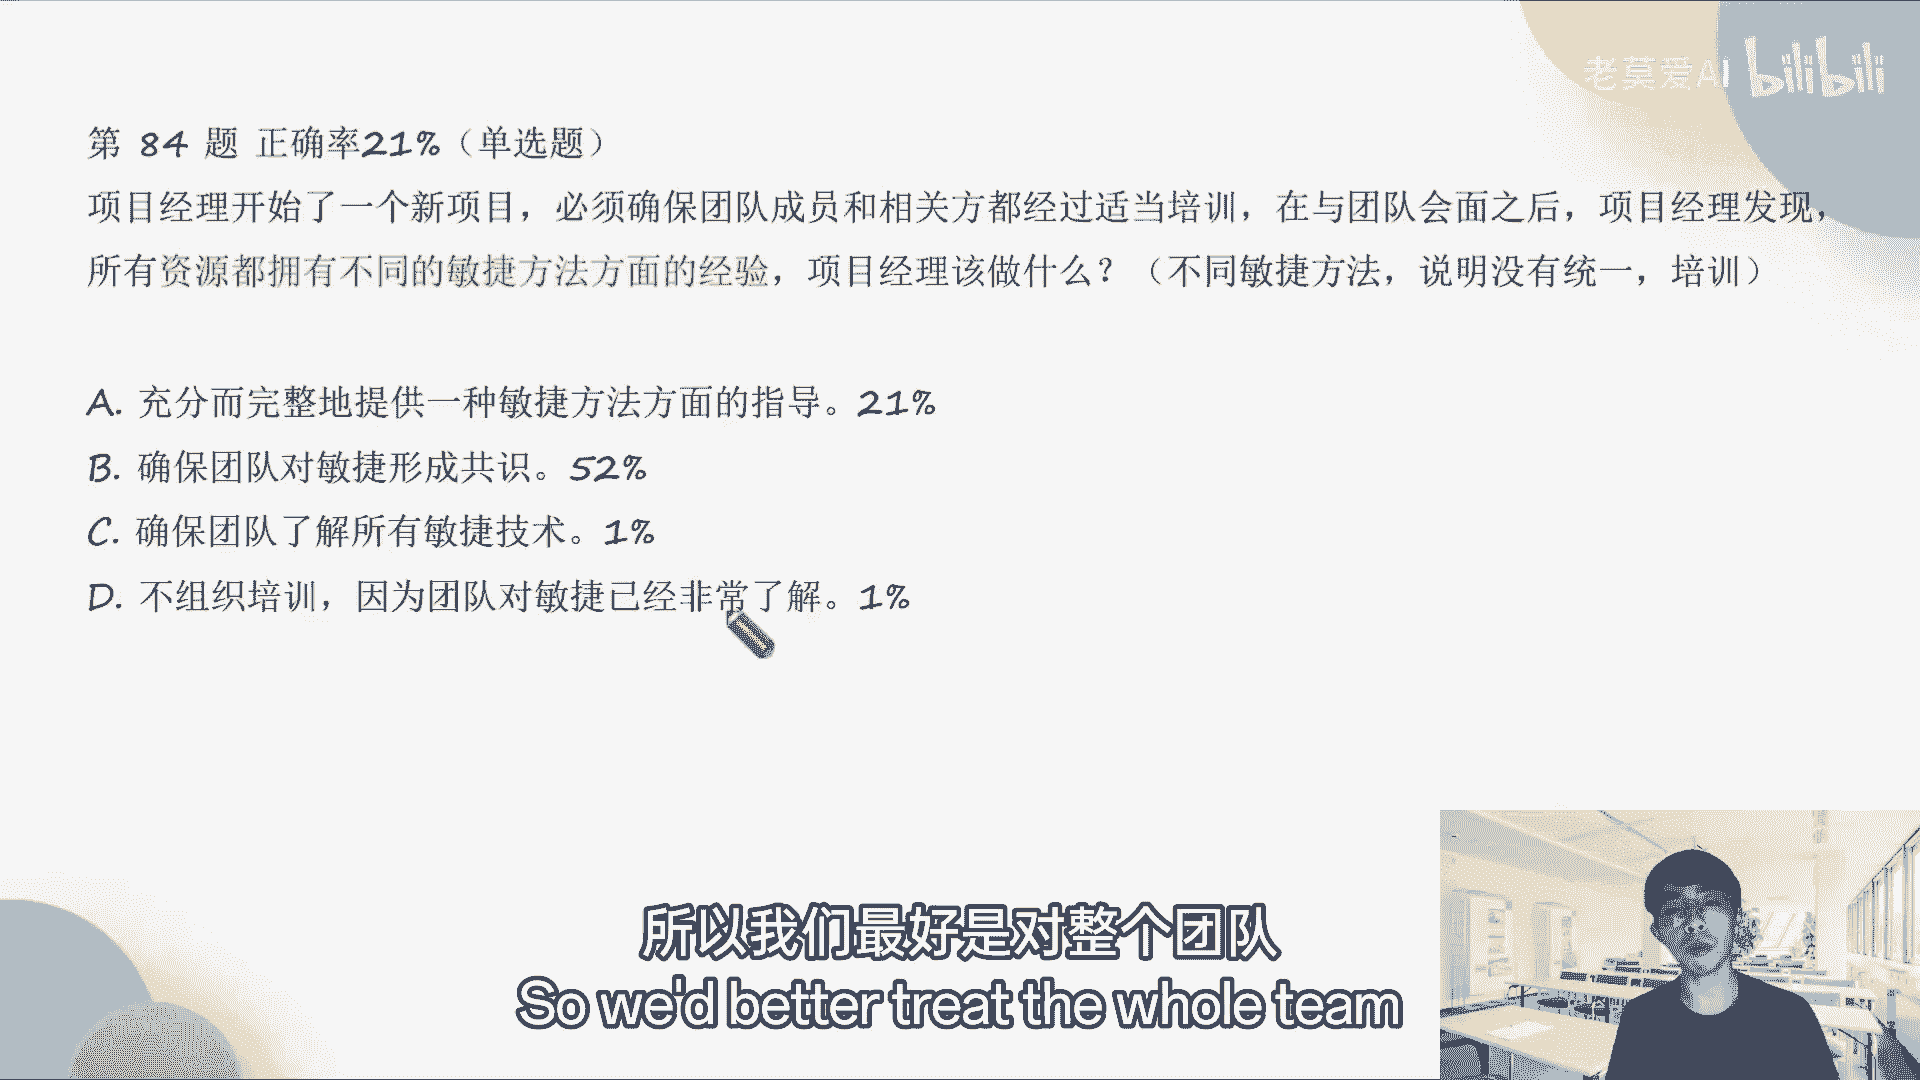 老莫爱AI bilibili
第 84 题 正确率21%（单选题）
项目经理开始了一个新项目，必须确保团队成员和相关方都经过适当培训，在与团队会面之后，项目经理发现，
所有资源都拥有不同的敏捷方法方面的经验，项目经理该做什么？（不同敏捷方法，说明没有统一，培训）
A. 充分而完整地提供一种敏捷方法方面的指导。21%
B. 确保团队对敏捷形成共识。52%
C. 确保团队了解所有敏捷技术。1%
D. 不组织培训，因为团队对敏捷已经非常了解。1%
所以我们最好是对整个团队
So we'd better treat the whole team